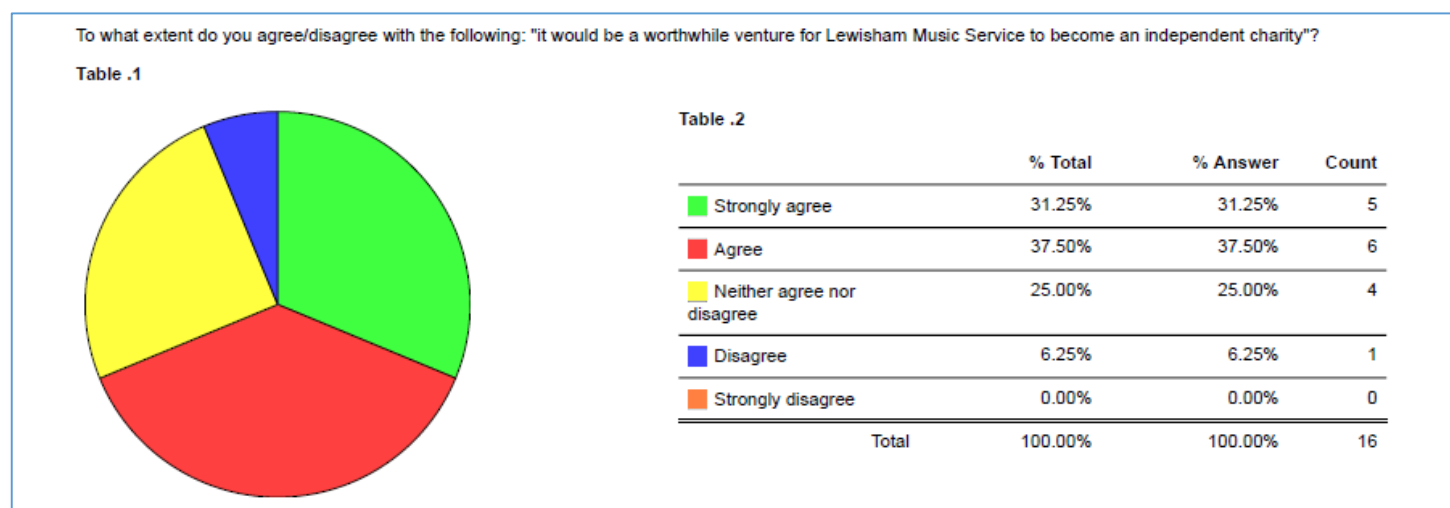 To what extent do you agree/disagree with the following: "it would be a worthwhile venture for Lewisham Music Service to become an independent charity"?
Table .1
Table .2
% Total % Answer Count
Strongly agree 31.25% 31.25% 5
Agree 37.50% 37.50% 6
Neither agree nor 25.00% 25.00% 4
disagree
Disagree 6.25% 6.25% 1
Strongly disagree 0.00% 0.00% 0
Total 100.00% 100.00% 16